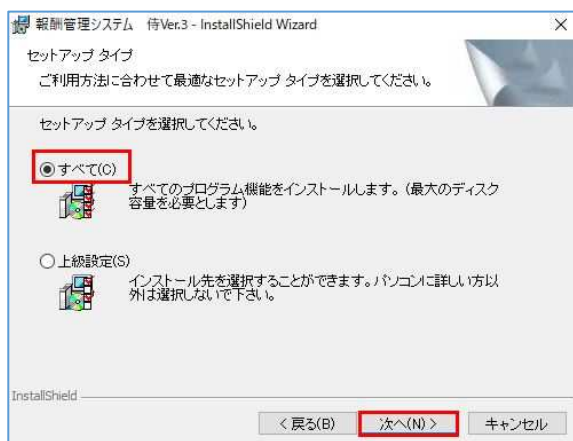 報酬管理システム 侍Ver.3 - InstallShield Wizard
セットアップ タイプ
ご利用方法に合わせて最適なセットアップ タイプを選択してください。
セットアップ タイプを選択してください。
すべて(C)
すべてのプログラム機能をインストールします。(最大のディスク
容量を必要とします)
上級設定(S)
インストール先を選択することができます。パソコンに詳しい方以
外は選択しないで下さい。
InstallShield
< 戻る(B) 次へ(N) > キャンセル